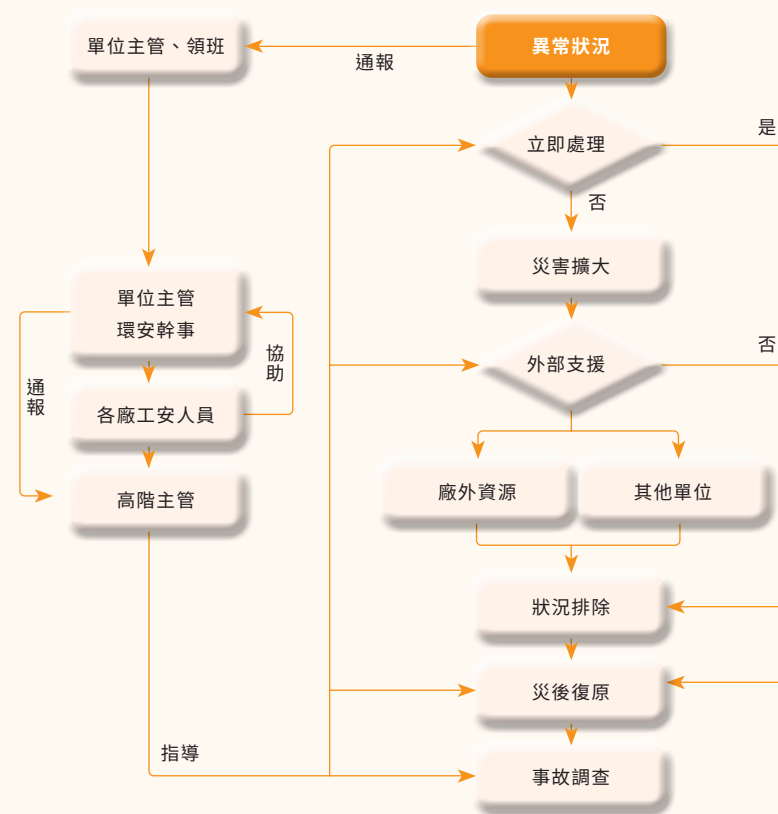 單位主管、領班
通報
異常狀況
立即處理
是
否
災害擴大
單位主管
環安幹事
協助
通報
外部支援
否
各廠工安人員
高階主管
廠外資源
其他單位
狀況排除
災後復原
指導
事故調查